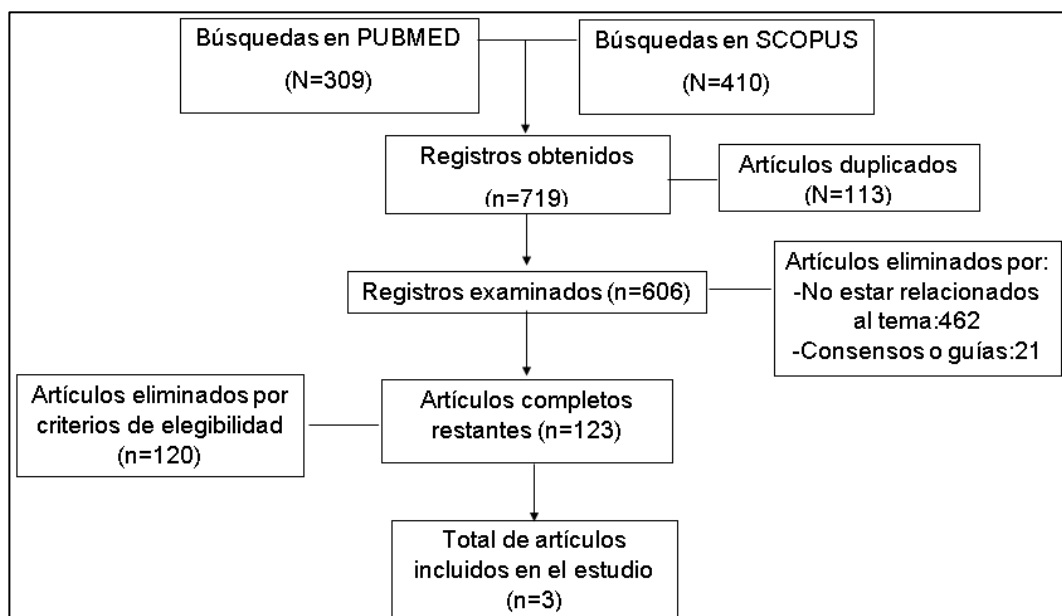 Búsquedas en PUBMED
(N=309)
Búsquedas en SCOPUS
(N=410)
Registros obtenidos
(n=719)
Artículos duplicados
(N=113)
Registros examinados (n=606)
Artículos eliminados por:
-No estar relacionados
al tema:462
-Consensos o guías:21
Artículos eliminados por
criterios de elegibilidad
(n=120)
Artículos completos
restantes (n=123)
Total de artículos
incluidos en el estudio
(n=3)